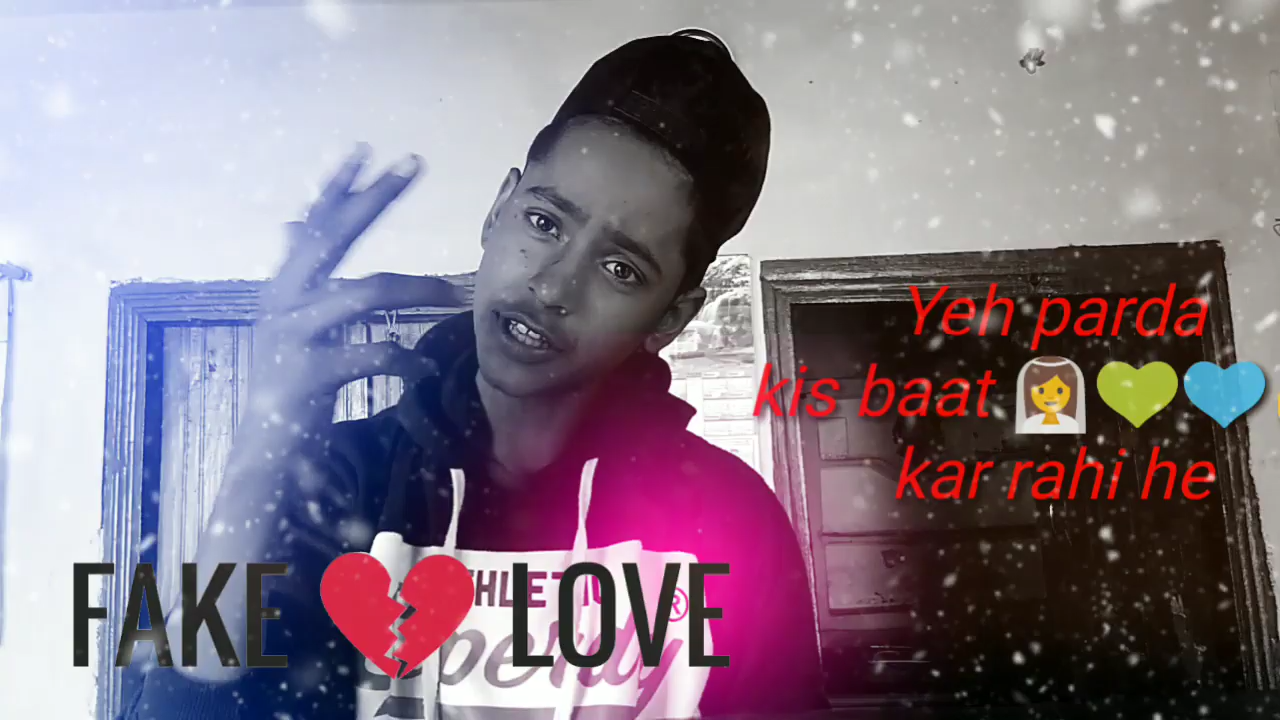 Yeh parda
kis baat 👰💚💙
kar rahi he
FAKE 💔 LOVE